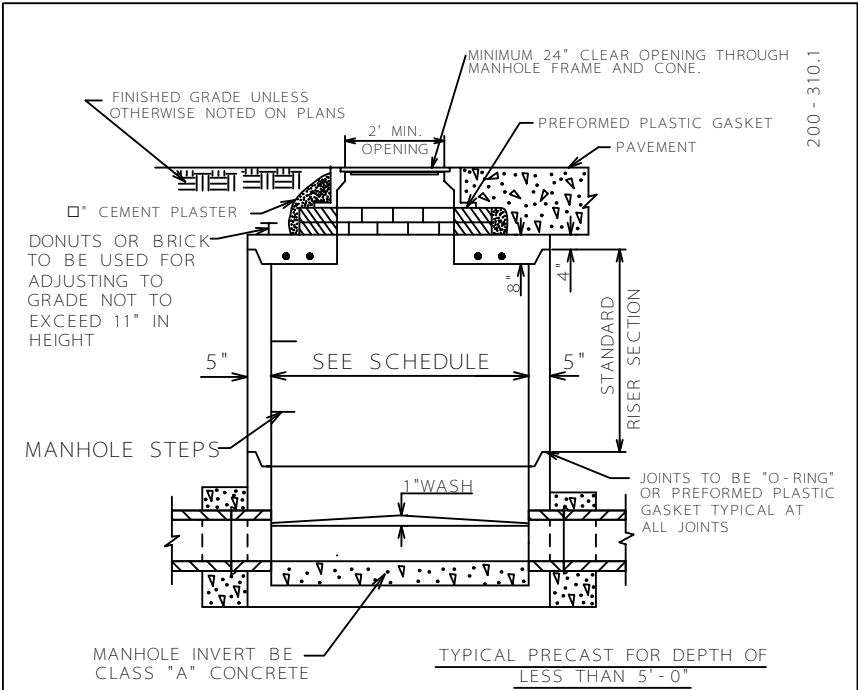 MINIMUM 24" CLEAR OPENING THROUGH
MANHOLE FRAME AND CONE.
200-310.1
FINISHED GRADE UNLESS
OTHERWISE NOTED ON PLANS
2' MIN.
OPENING
PREFORMED PLASTIC GASKET
PAVEMENT
□" CEMENT PLASTER
DONUTS OR BRICK
TO BE USED FOR
ADJUSTING TO
GRADE NOT TO
EXCEED 11" IN
HEIGHT
8"
4"
5"
SEE SCHEDULE
5"
STANDARD
RISER SECTION
MANHOLE STEPS
1"WASH
JOINTS TO BE "O-RING"
OR PREFORMED PLASTIC
GASKET TYPICAL AT
ALL JOINTS
MANHOLE INVERT BE
CLASS "A" CONCRETE
TYPICAL PRECAST FOR DEPTH OF
LESS THAN 5'-0"